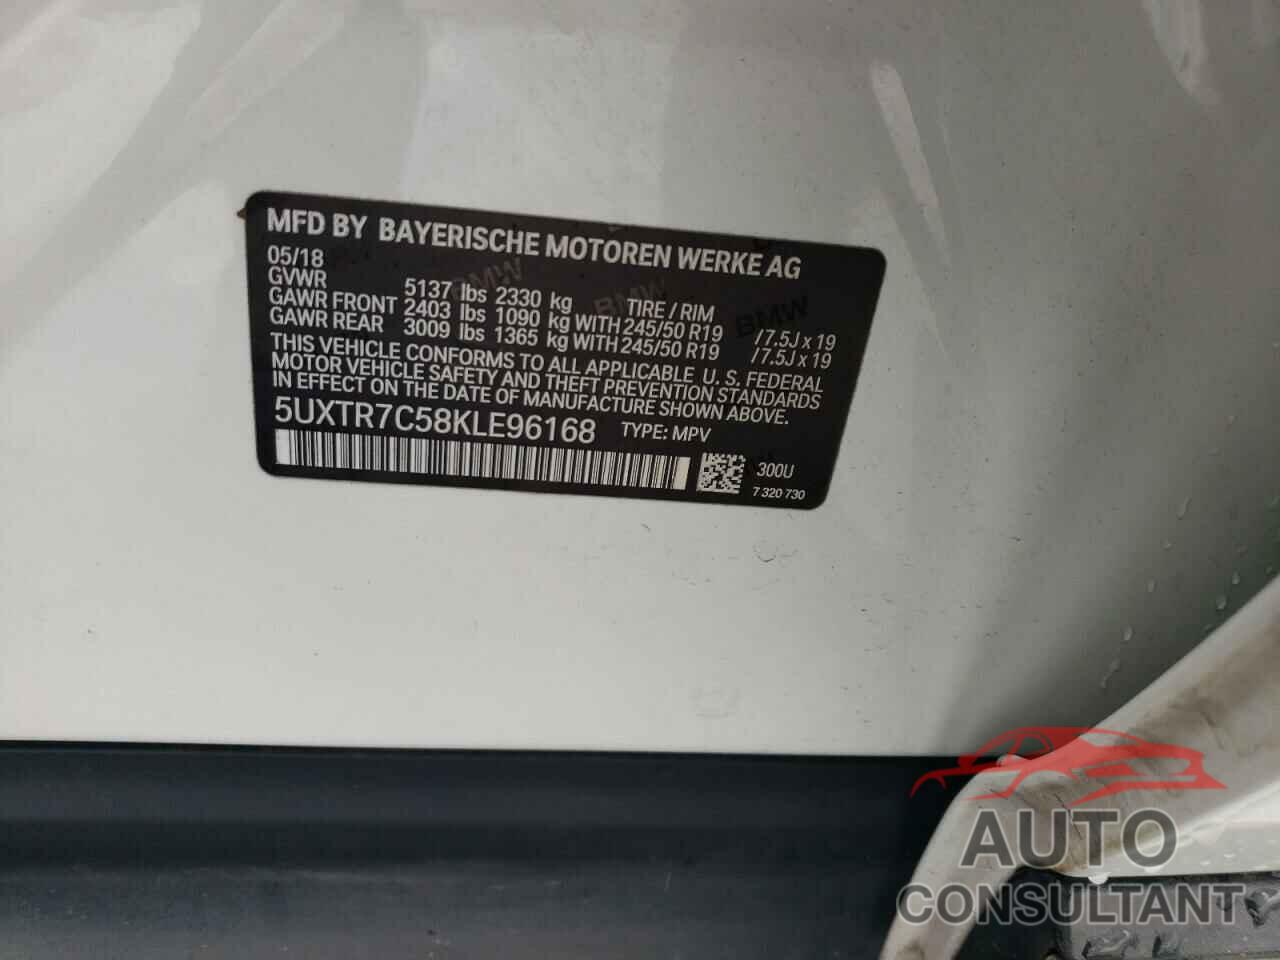 MFD BY BAYERISCHE MOTOREN WERKE AG
05/18
GVWR 5137 lbs 2330 kg TIRE / RIM
GAWR FRONT 2403 lbs 1090 kg WITH 245/50 R19 / 7.5J x 19
GAWR REAR 3009 lbs 1365 kg WITH 245/50 R19 / 7.5J x 19
THIS VEHICLE CONFORMS TO ALL APPLICABLE U. S. FEDERAL
MOTOR VEHICLE SAFETY AND THEFT PREVENTION STANDARDS
IN EFFECT ON THE DATE OF MANUFACTURE SHOWN ABOVE.
5UXTR7C58KLE96168 TYPE: MPV
300U
7 320 730
BMW BMW BMW
AUTO
CONSULTANT